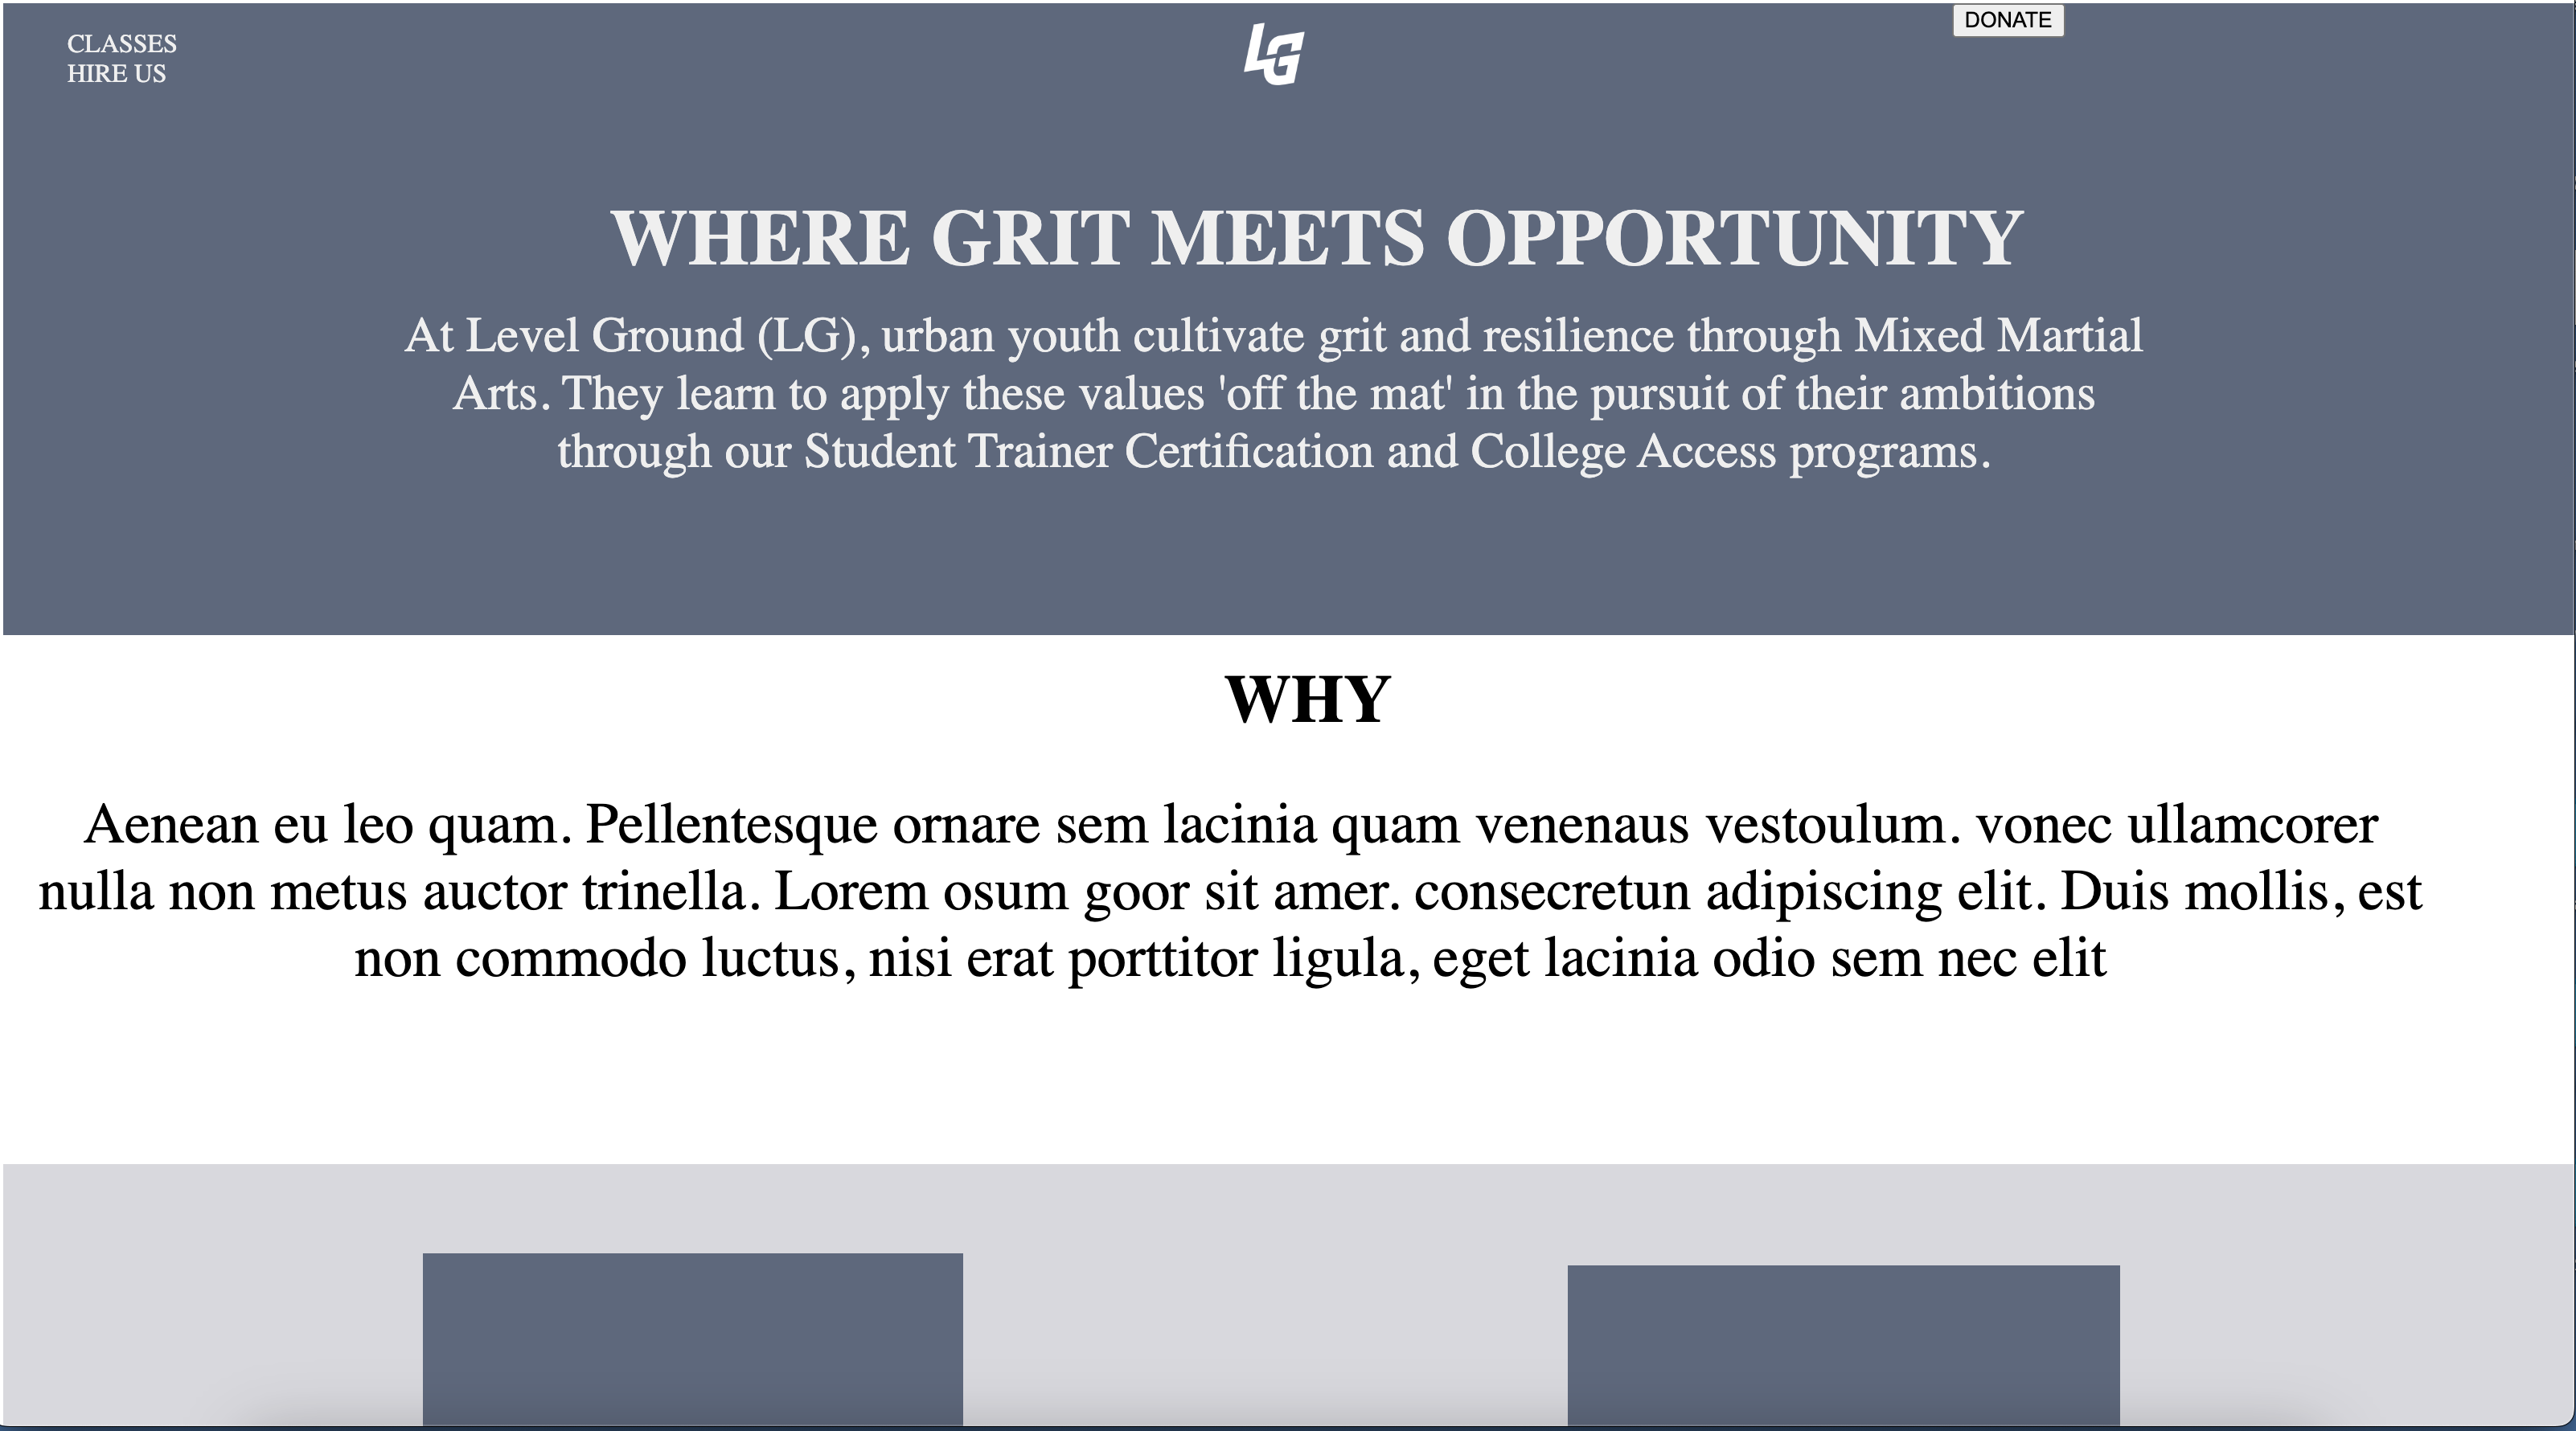 CLASSES
HIRE US
LG
DONATE
WHERE GRIT MEETS OPPORTUNITY
At Level Ground (LG), urban youth cultivate grit and resilience through Mixed Martial
Arts. They learn to apply these values 'off the mat' in the pursuit of their ambitions
through our Student Trainer Certification and College Access programs.
WHY
Aenean eu leo quam. Pellentesque ornare sem lacinia quam venenaus vestoulum. vonec ullamcorer
nulla non metus auctor trinella. Lorem osum goor sit amer. consecretun adipiscing elit. Duis mollis, est
non commodo luctus, nisi erat porttitor ligula, eget lacinia odio sem nec elit